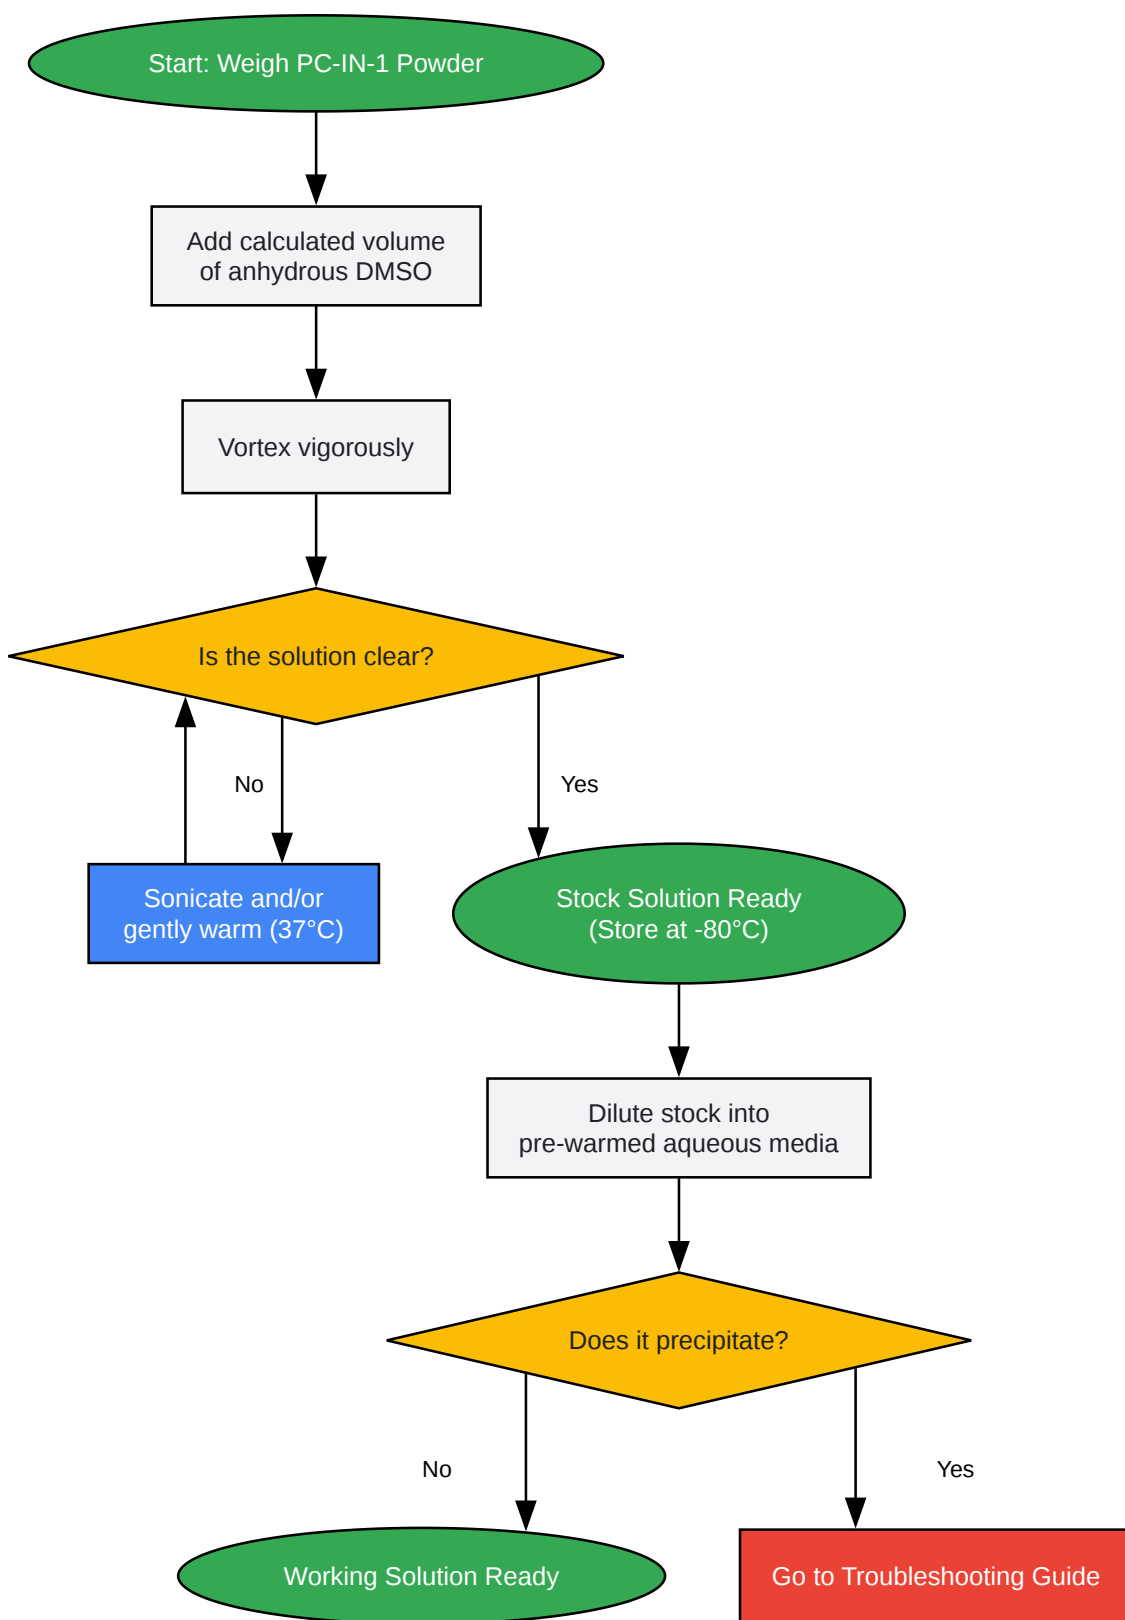 Start: Weigh PC-IN-1 Powder
Add calculated volume
of anhydrous DMSO
Vortex vigorously
Is the solution clear?
No
Yes
Sonicate and/or
gently warm (37°C)
Stock Solution Ready
(Store at -80°C)
Dilute stock into
pre-warmed aqueous media
Does it precipitate?
No
Yes
Working Solution Ready
Go to Troubleshooting Guide